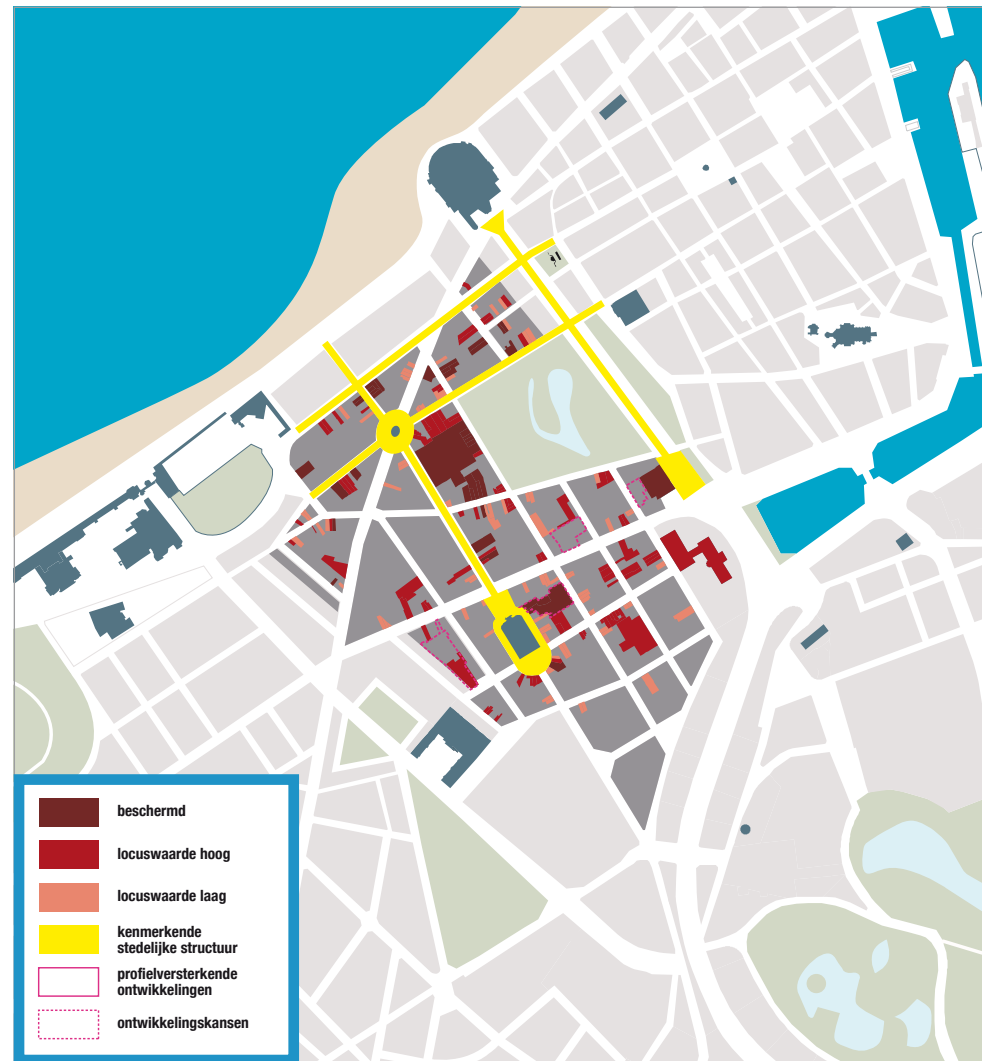 beschermd
locuswaarde hoog
locuswaarde laag
kenmerkende
stedelijke structuur
profielversterkende
ontwikkelingen
ontwikkelingskansen